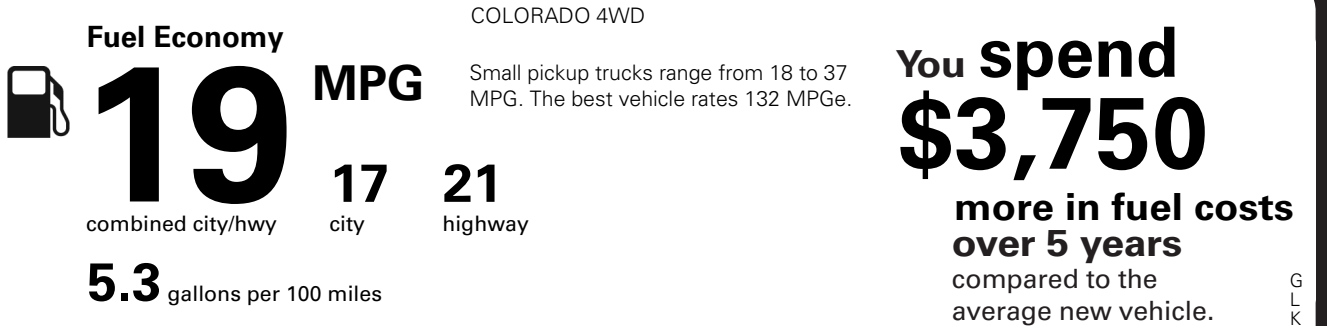 COLORADO 4WD
Fuel Economy
19 MPG
Small pickup trucks range from 18 to 37
MPG. The best vehicle rates 132 MPGe.
combined city/hwy
17
city
21
highway
5.3 gallons per 100 miles
You spend
$3,750
more in fuel costs
over 5 years
compared to the
average new vehicle.
G
L
K